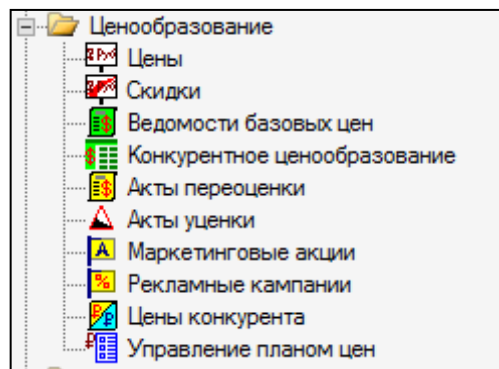 Ценообразование
Цены
Скидки
Ведомости базовых цен
Конкурентное ценообразование
Акты переоценки
Акты уценки
Маркетинговые акции
Рекламные кампании
Цены конкурента
Управление планом цен